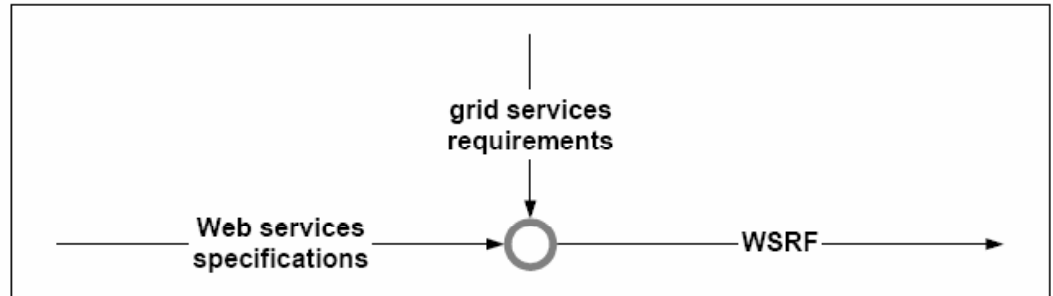 grid services
requirements
Web services
specifications
WSRF